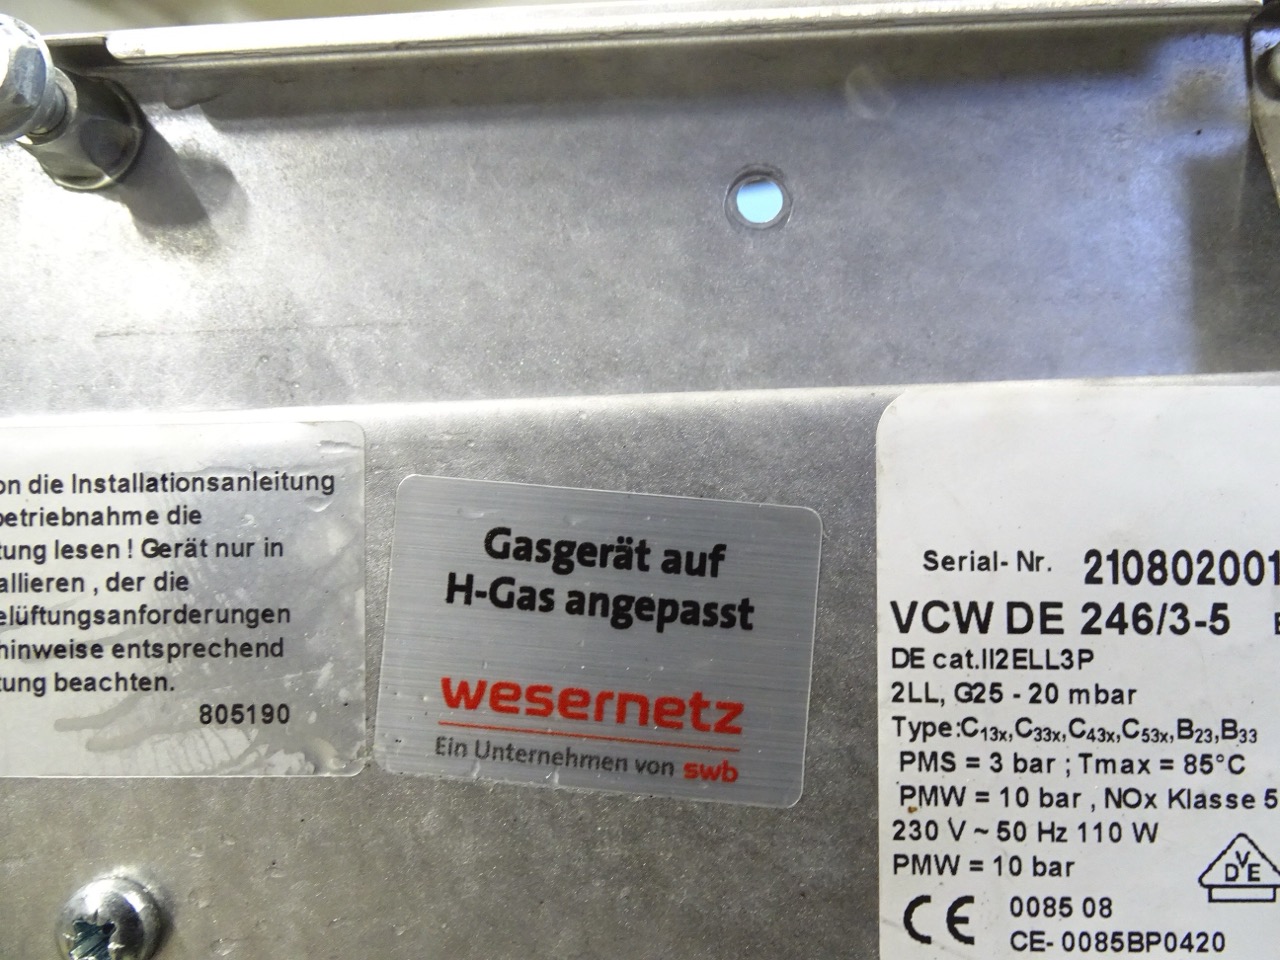 on die Installationsanleitung
betriebnahme die
tung lesen ! Gerät nur in
allieren , der die
elüftungsanforderungen
hinweise entsprechend
tung beachten.
805190
Gasgerät auf
H-Gas angepasst
wesernetz
Ein Unternehmen von swb
Serial- Nr. 210802001
VCW DE 246/3-5 E
DE cat.II2ELL3P
2LL, G25 - 20 mbar
Type:C13x,C33x,C43x,C53x,B23,B33
PMS = 3 bar ; Tmax = 85°C
PMW = 10 bar , NOx Klasse 5
230 V ~ 50 Hz 110 W
PMW = 10 bar
DVE
CE 0085 08
CE- 0085BP0420